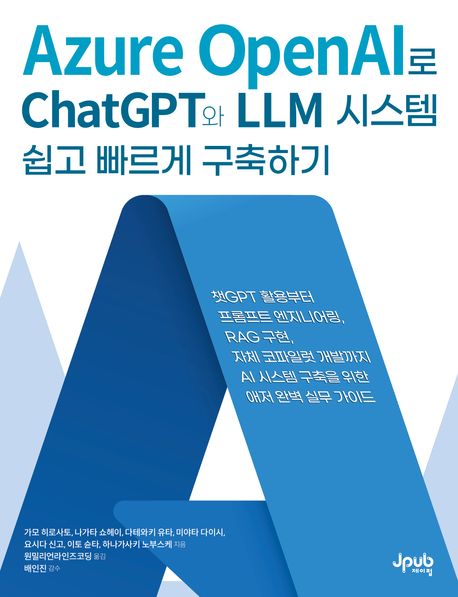 Azure OpenAI로
ChatGPT와 LLM 시스템
쉽고 빠르게 구축하기
챗GPT 활용부터
프롬프트 엔지니어링,
RAG 구현,
자체 코파일럿 개발까지
AI 시스템 구축을 위한
애저 완벽 실무 가이드
가모 히로사토, 나가타 쇼헤이, 다테와키 유타, 미야타 다이시,
요시다 신고, 이토 슌타, 하나가사키 노부스케 지음
원밀리언라인즈코딩 옮김
배인진 감수
Jpub
제이펍